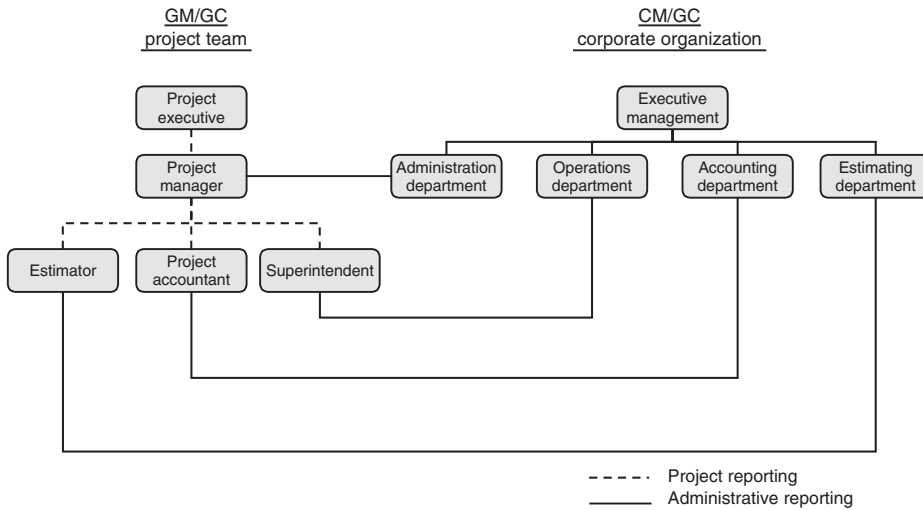 GM/GC
project team
CM/GC
corporate organization
Project
executive
Executive
management
Project
manager
Administration
department
Operations
department
Accounting
department
Estimating
department
Estimator
Project
accountant
Superintendent
Project reporting
Administrative reporting